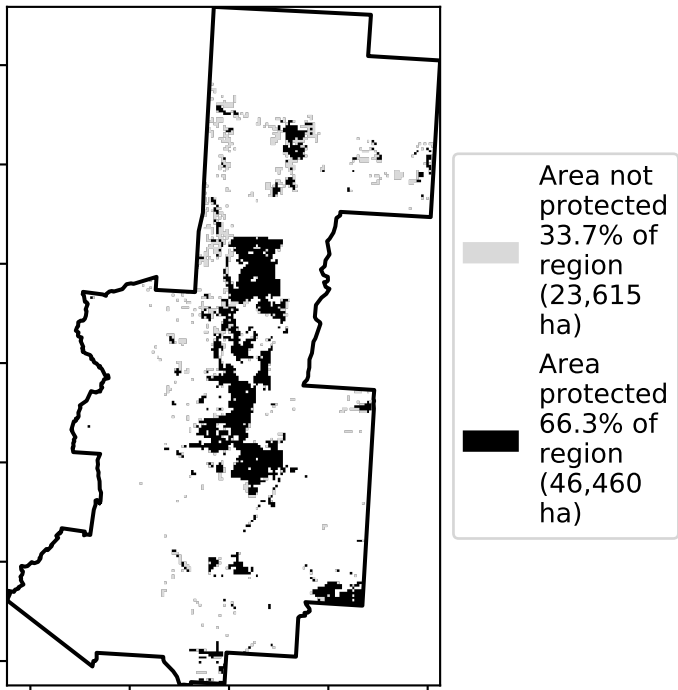 Area not
protected
33.7% of
region
(23,615
ha)
Area
protected
66.3% of
region
(46,460
ha)